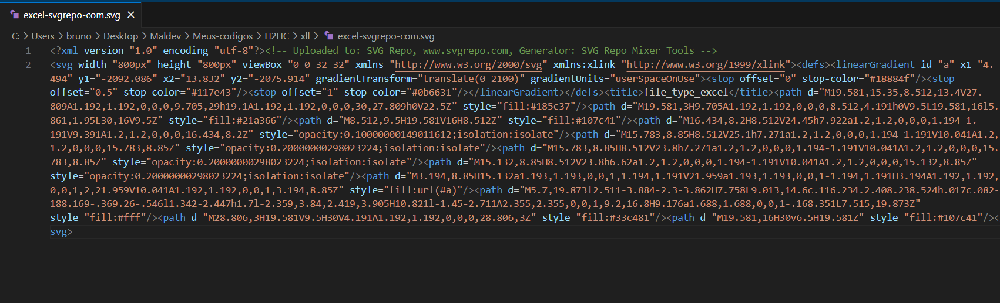 excel-svgrepo-com.svg
C: > Users > bruno > Desktop > Maldev > Meus-codigos > H2HC > xll > excel-svgrepo-com.svg
1 <?xml version="1.0" encoding="utf-8"?><!-- Uploaded to: SVG Repo, www.svgrepo.com, Generator: SVG Repo Mixer Tools -->
2 <svg width="800px" height="800px" viewBox="0 0 32 32" xmlns="http://www.w3.org/2000/svg" xmlns:xlink="http://www.w3.org/1999/xlink"><defs><linearGradient id="a" x1="4.
494" y1="-2092.086" x2="13.832" y2="-2075.914" gradientTransform="translate(0 2100)" gradientUnits="userSpaceOnUse"><stop offset="0" stop-color="#18884f"/><stop
offset="0.5" stop-color="#117e43"/><stop offset="1" stop-color="#0b6631"/></linearGradient></defs><title>file_type_excel</title><path d="M19.581,15.35,8.512,13.4V27.
809A1.192,1.192,0,0,0,9.705,29h19.1A1.192,1.192,0,0,0,30,27.809h0V22.5Z" style="fill:#185c37"/><path d="M19.581,3H9.705A1.192,1.192,0,0,0,8.512,4.191h0V9.5L19.581,16l5.
861,1.95L30,16V9.5Z" style="fill:#21a366"/><path d="M8.512,9.5H19.581V16H8.512Z" style="fill:#107c41"/><path d="M16.434,8.2H8.512V24.45h7.922a1.2,1.2,0,0,0,1.194-1.
191V9.391A1.2,1.2,0,0,0,16.434,8.2Z" style="opacity:0.10000000149011612;isolation:isolate"/><path d="M15.783,8.85H8.512V25.1h7.271a1.2,1.2,0,0,0,1.194-1.191V10.041A1.2,
1.2,0,0,0,15.783,8.85Z" style="opacity:0.20000000298023224;isolation:isolate"/><path d="M15.783,8.85H8.512V23.8h7.271a1.2,1.2,0,0,0,1.194-1.191V10.041A1.2,1.2,0,0,0,15.
783,8.85Z" style="opacity:0.20000000298023224;isolation:isolate"/><path d="M15.132,8.85H8.512V23.8h6.62a1.2,1.2,0,0,0,1.194-1.191V10.041A1.2,1.2,0,0,0,15.132,8.85Z"
style="opacity:0.20000000298023224;isolation:isolate"/><path d="M3.194,8.85H15.132a1.193,1.193,0,0,1,1.194,1.191V21.959a1.193,1.193,0,0,1-1.194,1.191H3.194A1.192,1.192,
0,0,1,2,21.959V10.041A1.192,1.192,0,0,1,3.194,8.85Z" style="fill:url(#a)"/><path d="M5.7,19.873l2.511-3.884-2.3-3.862H7.758L9.013,14.6c.116.234.2.408.238.524h.017c.082-
188.169-.369.26-.546l1.342-2.447h1.7l-2.359,3.84,2.419,3.905H10.821l-1.45-2.711A2.355,2.355,0,0,1,9.2,16.8H9.176a1.688,1.688,0,0,1-.168.351L7.515,19.873Z"
style="fill:#fff"/><path d="M28.806,3H19.581V9.5H30V4.191A1.192,1.192,0,0,0,28.806,3Z" style="fill:#33c481"/><path d="M19.581,16H30v6.5H19.581Z" style="fill:#107c41"/><
svg>